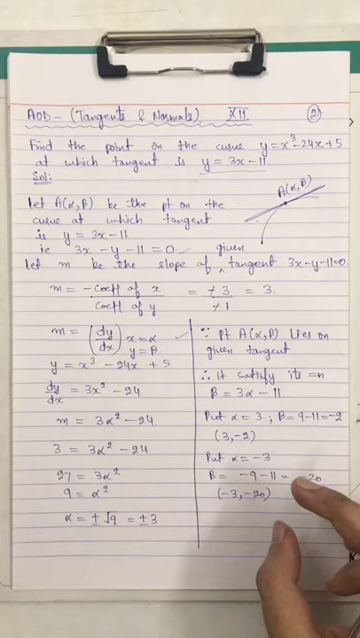 AOD - (Tangents & Normals) XII (2)
Find the point on the curve y=x³-24x+5
at which tangent is y = 3x-11
Sol:
A(α,β)
Let A(α,β) be the pt on the
curve at which tangent
is y = 3x-11
ie 3x-y-11=0
Let m be the slope of given tangent 3x-y-11=0.
m = -coeff of x / coeff of y = -3 / -1 = 3.
m = (dy/dx) x=α y=β
y = x³ - 24x + 5
dy/dx = 3x² - 24
m = 3α² - 24
3 = 3α² - 24
27 = 3α²
9 = α²
α = ± √9 = ± 3
∵ pt A(α,β) lies on
given tangent
∴ it satisfy its =n
β = 3α - 11.
Put α = 3 ; β = 9-11 = -2
(3,-2)
Put α = -3
β = -9-11 = -20
(-3,-20)